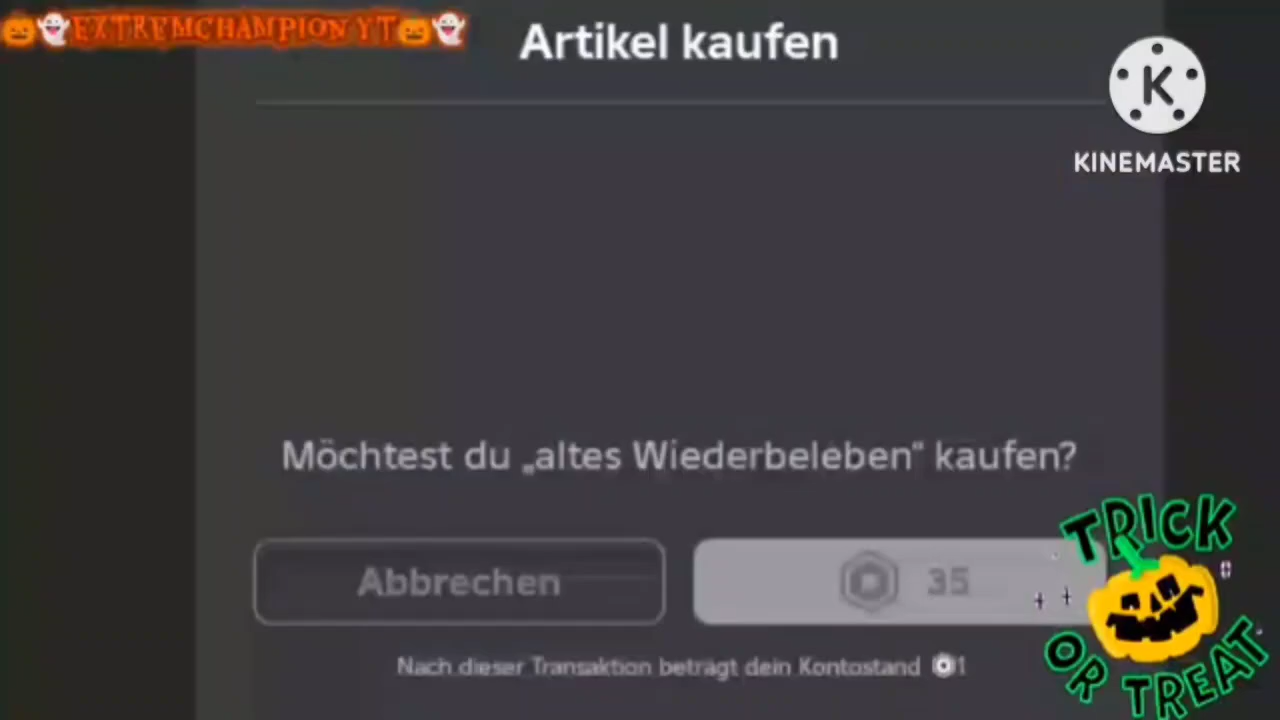 🎃👻EXTREMCHAMPION YT🎃👻
Artikel kaufen
K
KINEMASTER
Möchtest du „altes Wiederbeleben“ kaufen?
Abbrechen
35
Nach dieser Transaktion beträgt dein Kontostand 1
TRICK
OR TREAT